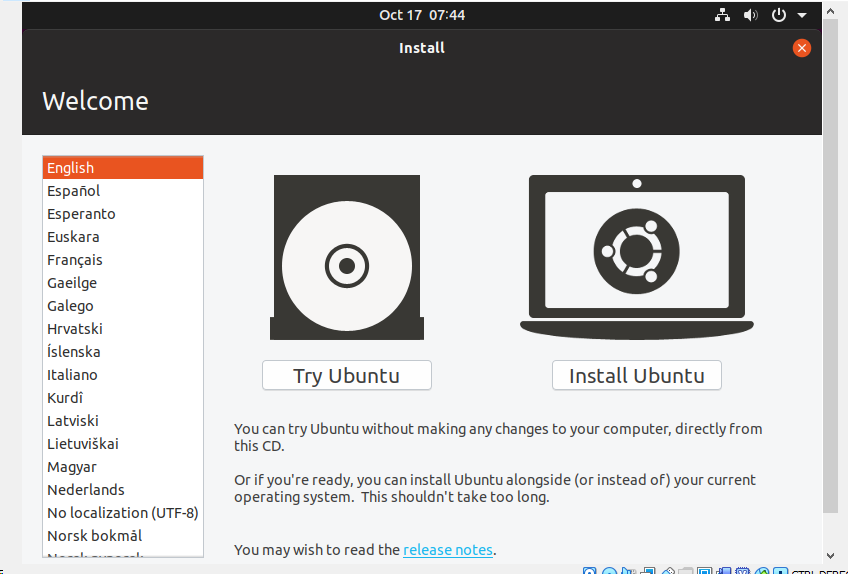 Oct 17 07:44
Install
Welcome
English
Español
Esperanto
Euskara
Français
Gaeilge
Galego
Hrvatski
Íslenska
Italiano
Kurdî
Latviski
Lietuviškai
Magyar
Nederlands
No localization (UTF-8)
Norsk bokmål
Try Ubuntu
Install Ubuntu
You can try Ubuntu without making any changes to your computer, directly from
this CD.
Or if you're ready, you can install Ubuntu alongside (or instead of) your current
operating system. This shouldn't take too long.
You may wish to read the release notes.